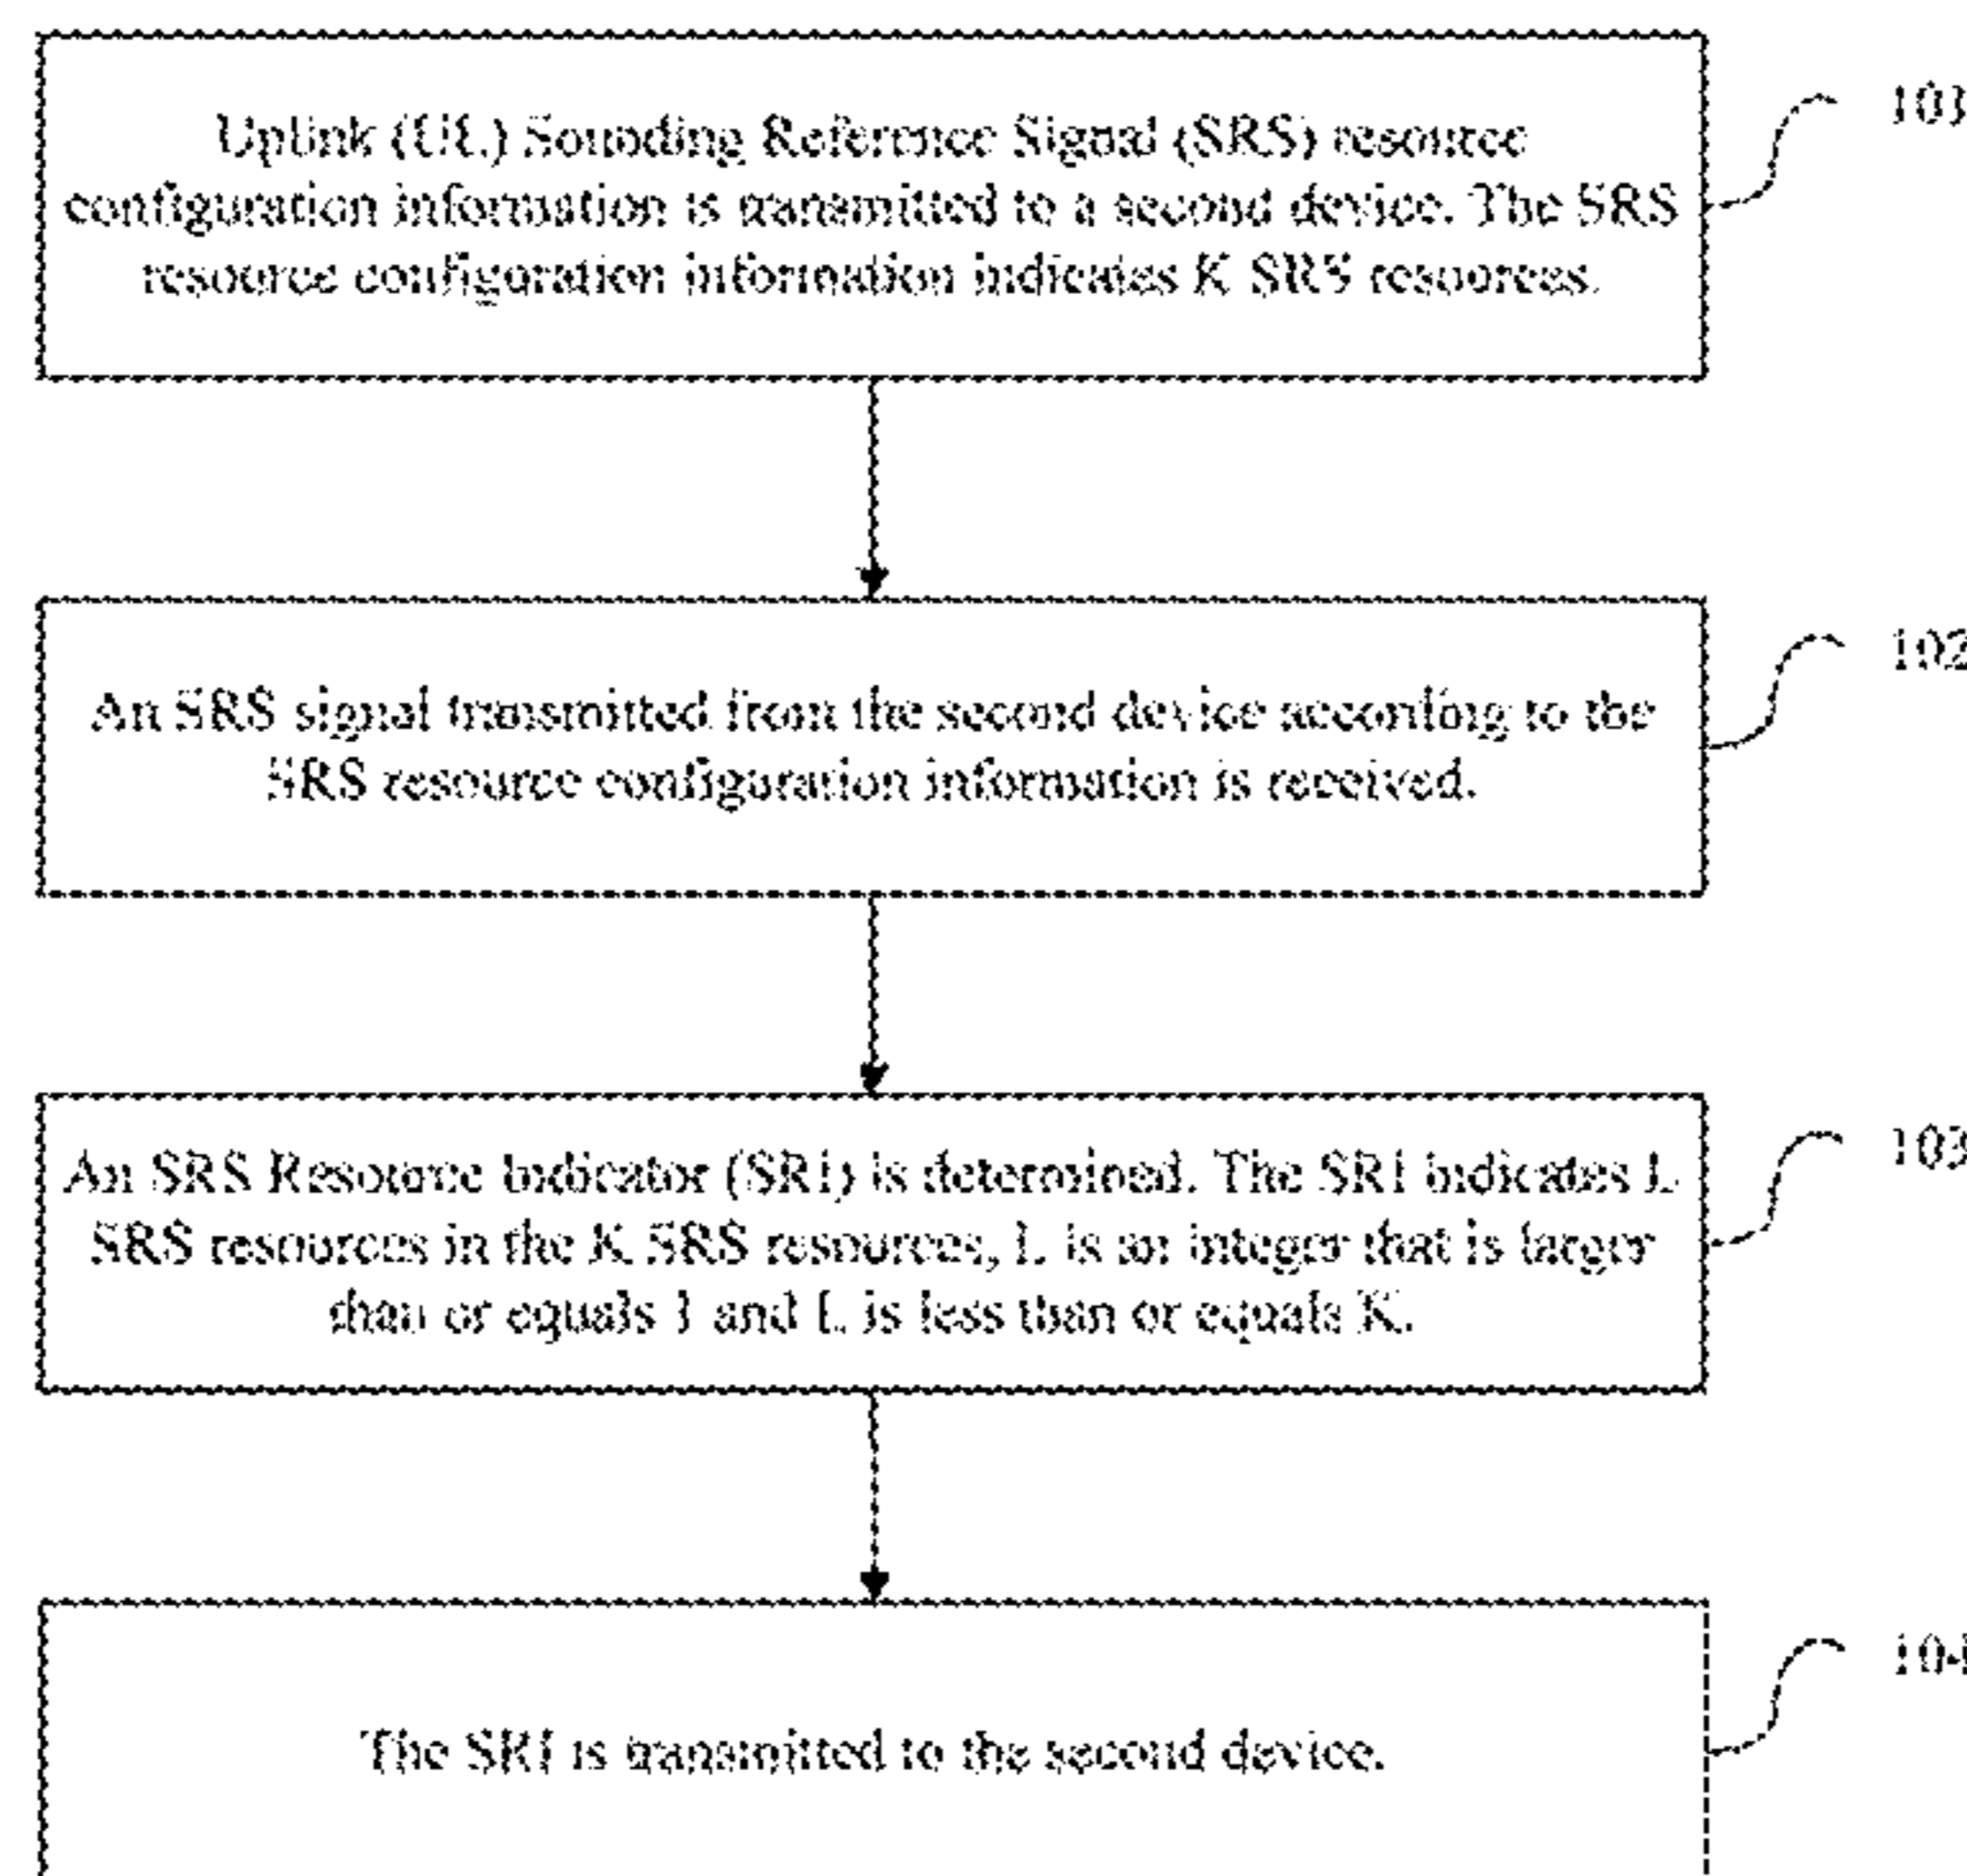 Uplink (UL) Sounding Reference Signal (SRS) resource
configuration information is transmitted to a second device. The SRS
resource configuration information indicates K SRS resources.
101
An SRS signal transmitted from the second device according to the
SRS resource configuration information is received.
102
An SRS Resource Indicator (SRI) is determined. The SRI indicates L
SRS resources in the K SRS resources, L is an integer that is larger
than or equals 1 and L is less than or equals K.
103
The SRI is transmitted to the second device.
104